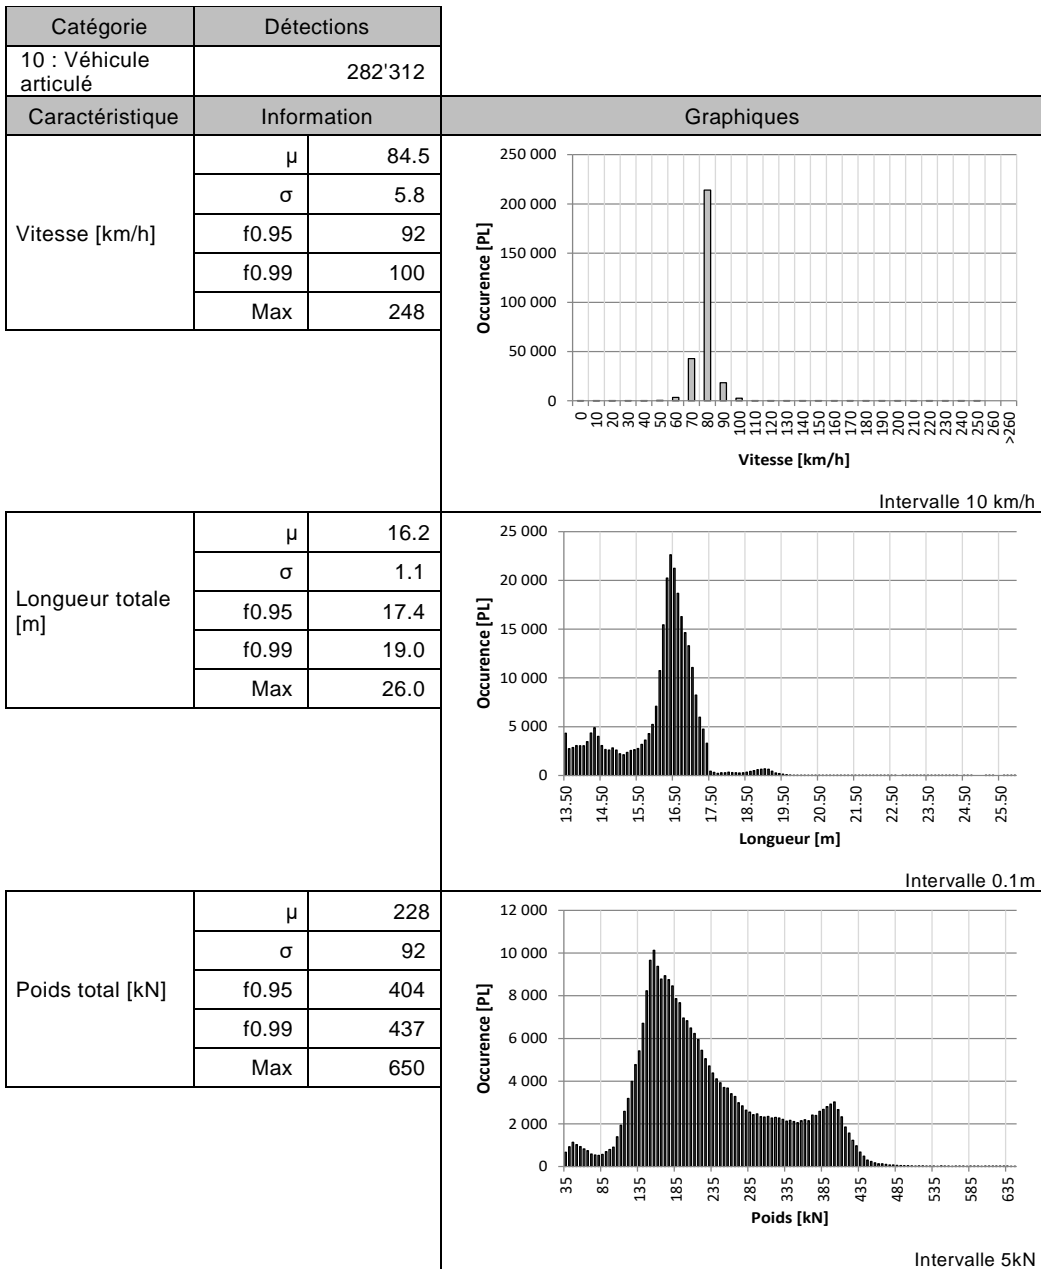 Catégorie Détections
10 : Véhicule
articulé 282'312
Caractéristique Information Graphiques
Vitesse [km/h]
µ 84.5
σ 5.8
f0.95 92
f0.99 100
Max 248
250 000
200 000
150 000
100 000
50 000
0
Occurence [PL]
0 10 20 30 40 50 60 70 80 90 100 110 120 130 140 150 160 170 180 190 200 210 220 230 240 250 260 >260
Vitesse [km/h]
Intervalle 10 km/h
Longueur totale
[m]
µ 16.2
σ 1.1
f0.95 17.4
f0.99 19.0
Max 26.0
25 000
20 000
15 000
10 000
5 000
0
Occurence [PL]
13.50 14.50 15.50 16.50 17.50 18.50 19.50 20.50 21.50 22.50 23.50 24.50 25.50
Longueur [m]
Intervalle 0.1m
Poids total [kN]
µ 228
σ 92
f0.95 404
f0.99 437
Max 650
12 000
10 000
8 000
6 000
4 000
2 000
0
Occurence [PL]
35 85 135 185 235 285 335 385 435 485 535 585 635
Poids [kN]
Intervalle 5kN